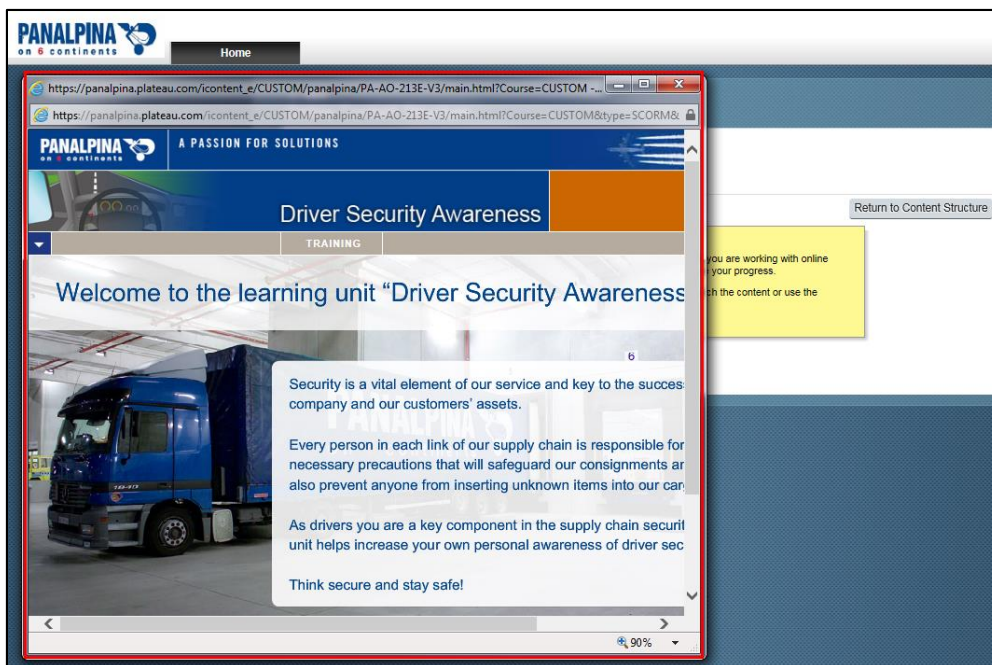 PANALPINA
on 6 continents
Home
https://panalpina.plateau.com/icontent_e/CUSTOM/panalpina/PA-AO-213E-V3/main.html?Course=CUSTOM -...
https://panalpina.plateau.com/icontent_e/CUSTOM/panalpina/PA-AO-213E-V3/main.html?Course=CUSTOM&type=SCORM&
PANALPINA
on 6 continents
A PASSION FOR SOLUTIONS
Driver Security Awareness
Return to Content Structure
TRAINING
you are working with online
your progress.
Welcome to the learning unit “Driver Security Awareness
the content or use the
6
Security is a vital element of our service and key to the
company and our customers’ assets.
PANALPINA
Every person in each link of our supply chain is responsible for
necessary precautions that will safeguard our consignments
also prevent anyone from inserting unknown items into our
As drivers you are a key component in the supply chain
unit helps increase your own personal awareness of driver
Think secure and stay safe!
90%